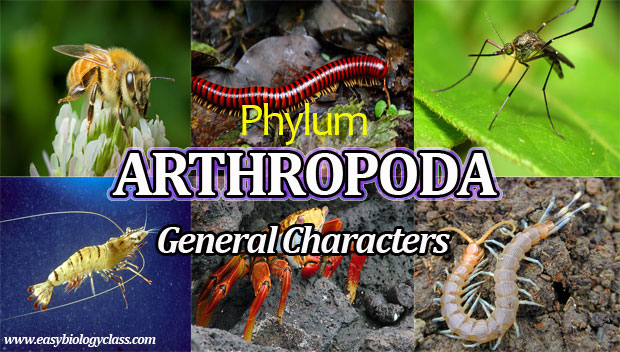 Phylum
ARTHROPODA
General Characters
www.easybiologyclass.com